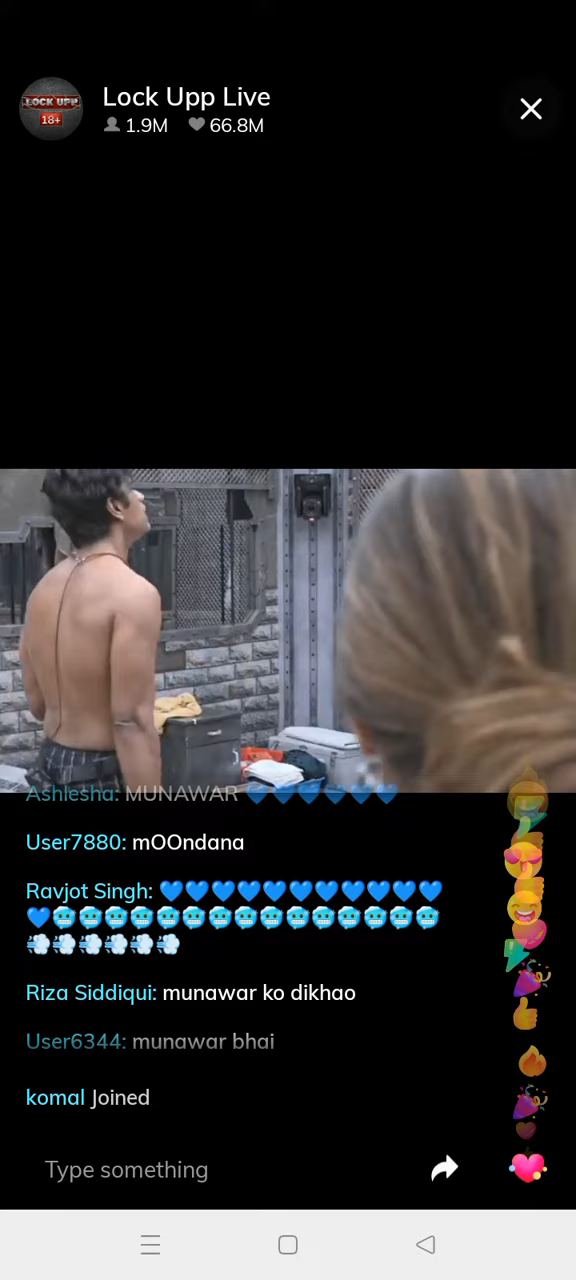 Lock Upp Live
LOCK UPP
18+
1.9M 66.8M
Ashlesha: MUNAWAR 💙💙💙💙💙💙
User7880: mOOndana
Ravjot Singh: 💙💙💙💙💙💙💙💙💙💙💙
💙🥶🥶🥶🥶🥶🥶🥶🥶🥶🥶🥶🥶🥶🥶🥶
💨💨💨💨💨💨
Riza Siddiqui: munawar ko dikhao
User6344: munawar bhai
komal Joined
Type something